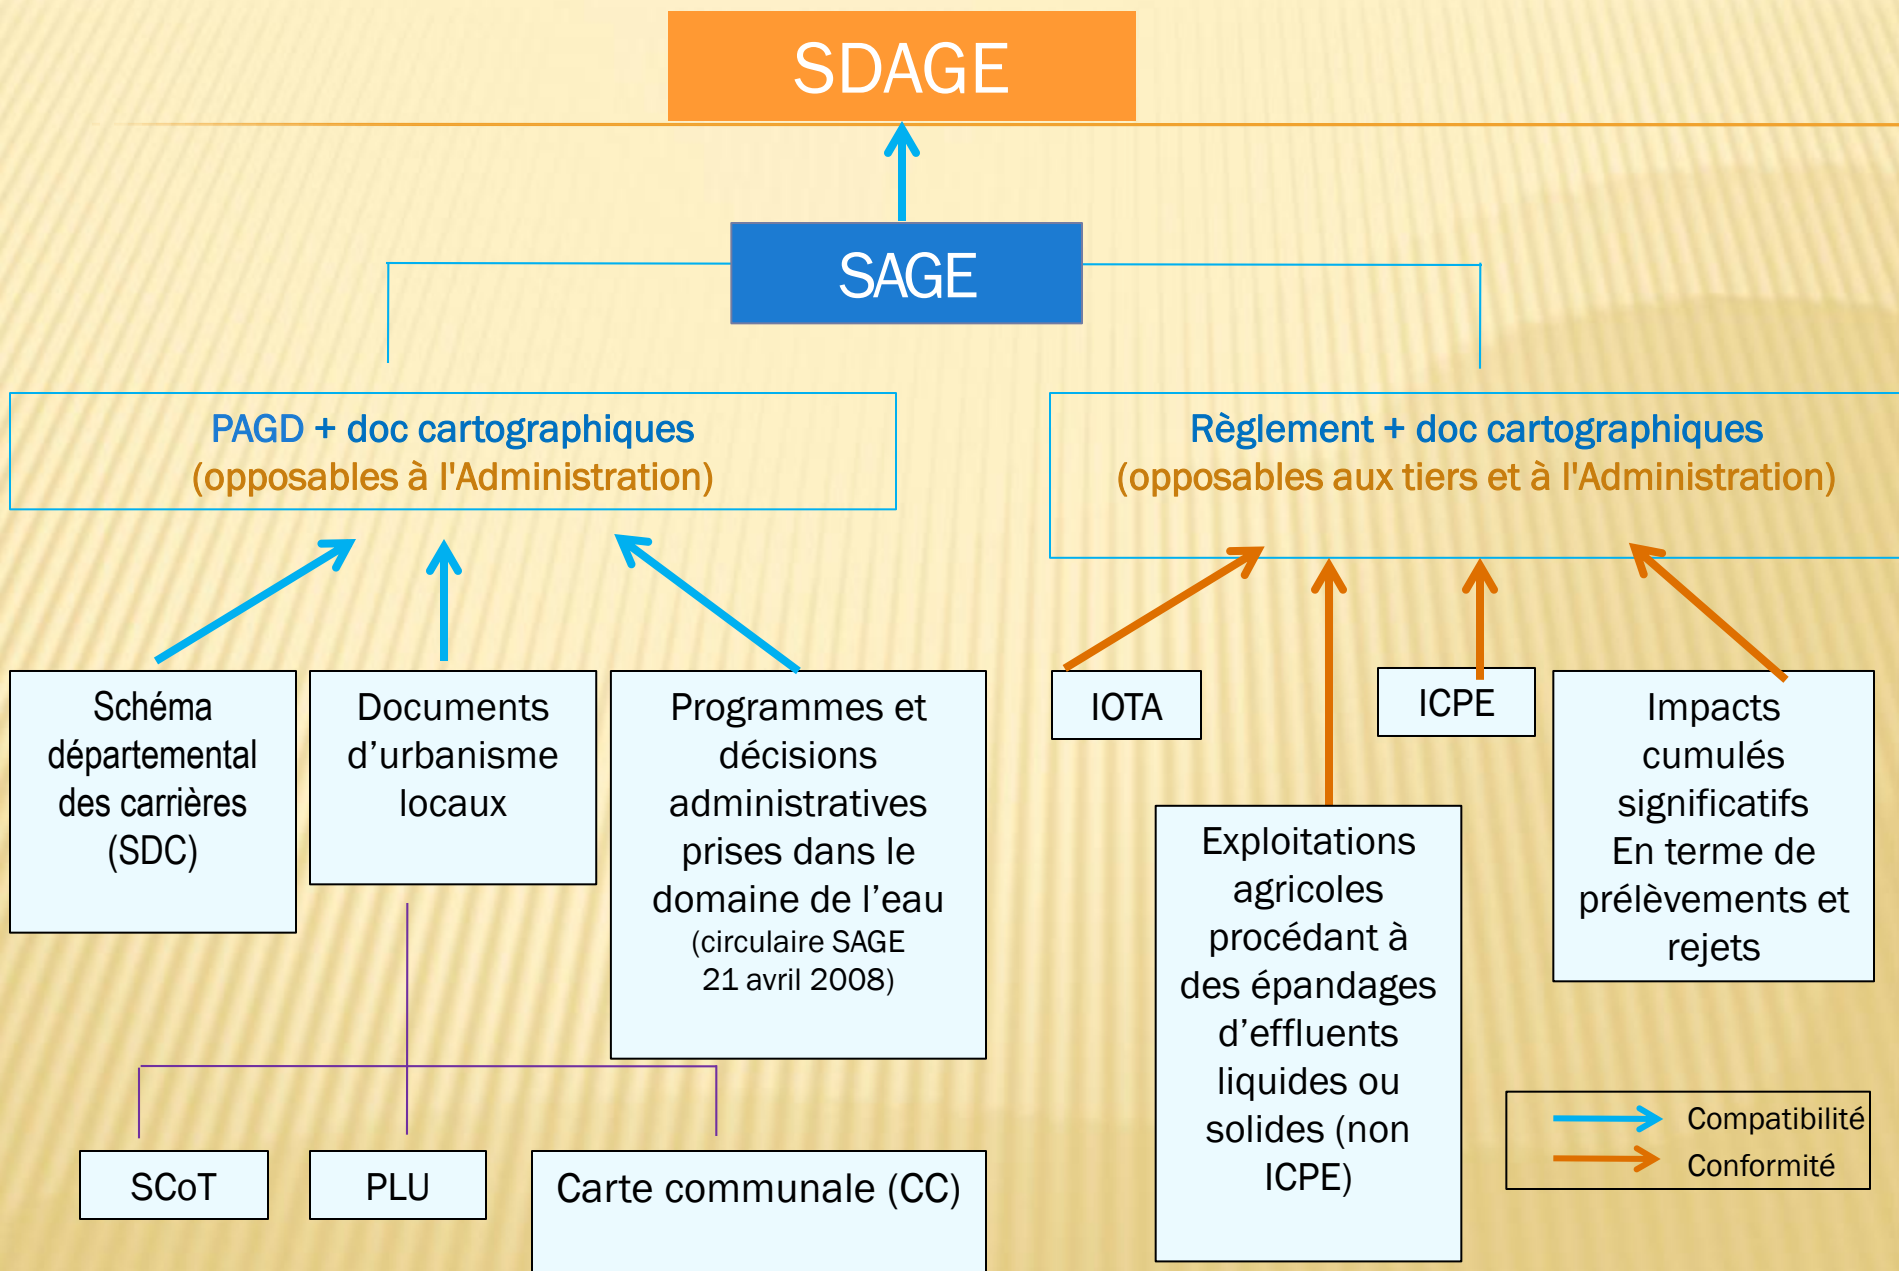 SDAGE
SAGE
PAGD + doc cartographiques
(opposables à l'Administration)
Règlement + doc cartographiques
(opposables aux tiers et à l'Administration)
Schéma
départemental
des carrières
(SDC)
Documents
d’urbanisme
locaux
Programmes et
décisions
administratives
prises dans le
domaine de l’eau
(circulaire SAGE
21 avril 2008)
IOTA
ICPE
Impacts
cumulés
significatifs
En terme de
prélèvements et
rejets
Exploitations
agricoles
procédant à
des épandages
d’effluents
liquides ou
solides (non
ICPE)
SCoT
PLU
Carte communale (CC)
Compatibilité
Conformité